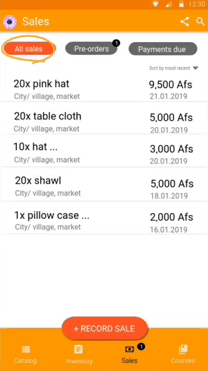 12:30
Sales
All sales
Pre-orders
1
Payments due
Sort by most recent
20x pink hat
9,500 Afs
City/ village, market
21.01.2019
20x table cloth
5,000 Afs
City/ village, market
20.01.2019
10x hat ...
3,000 Afs
City/ village, market
20.01.2019
20x shawl
5,000 Afs
City/ village, market
18.01.2019
1x pillow case ...
2,000 Afs
City/ village, market
16.01.2019
+ RECORD SALE
1
Catalog
Inventory
Sales
Courses